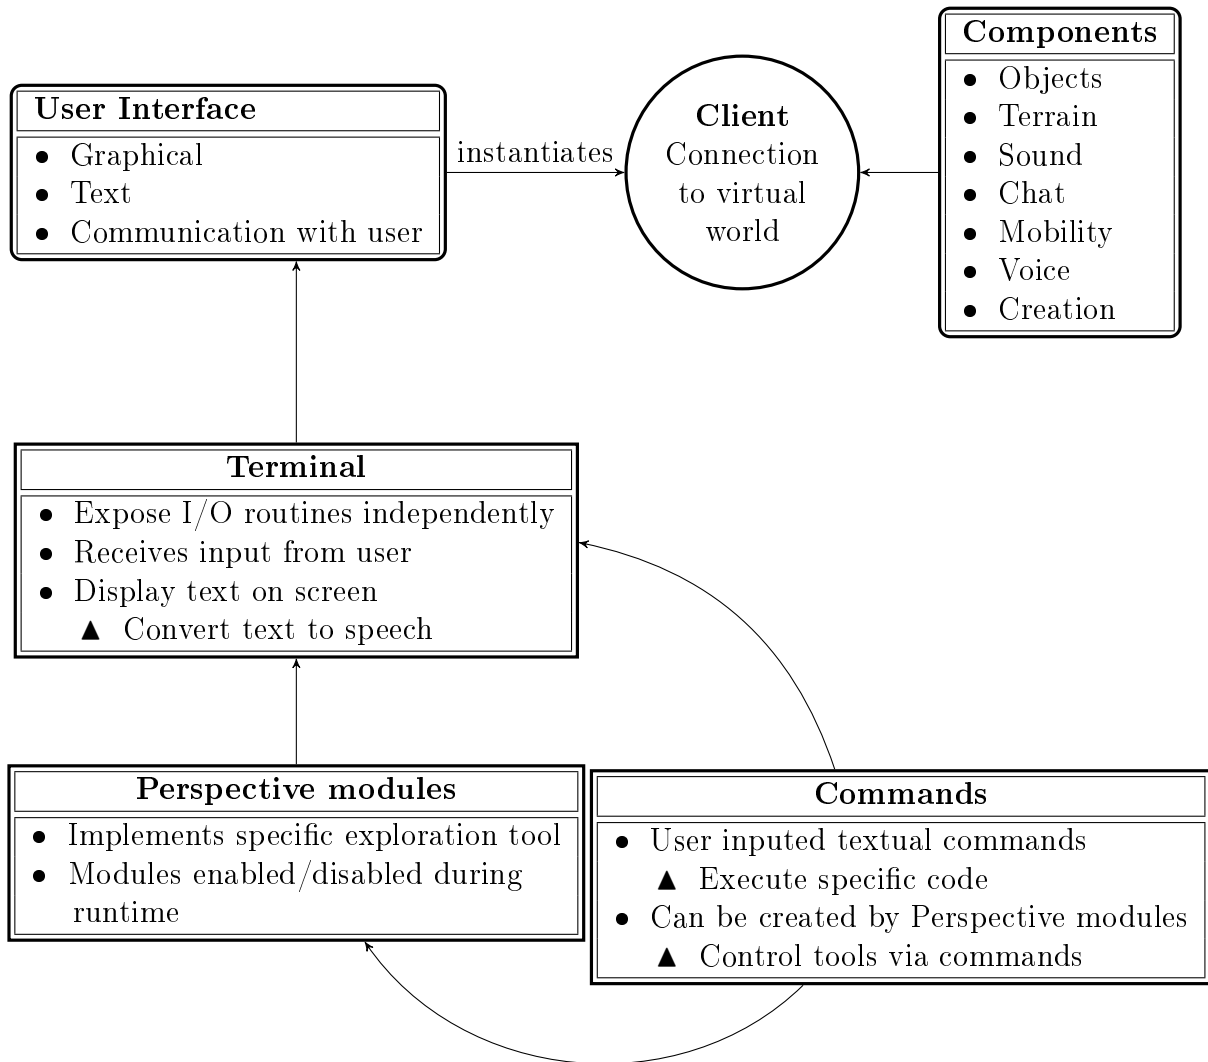 User Interface
• Graphical
• Text
• Communication with user
instantiates
Client
Connection
to virtual
world
Components
• Objects
• Terrain
• Sound
• Chat
• Mobility
• Voice
• Creation
Terminal
• Expose I/O routines independently
• Receives input from user
• Display text on screen
▲ Convert text to speech
Perspective modules
• Implements specific exploration tool
• Modules enabled/disabled during
runtime
Commands
• User inputed textual commands
▲ Execute specific code
• Can be created by Perspective modules
▲ Control tools via commands